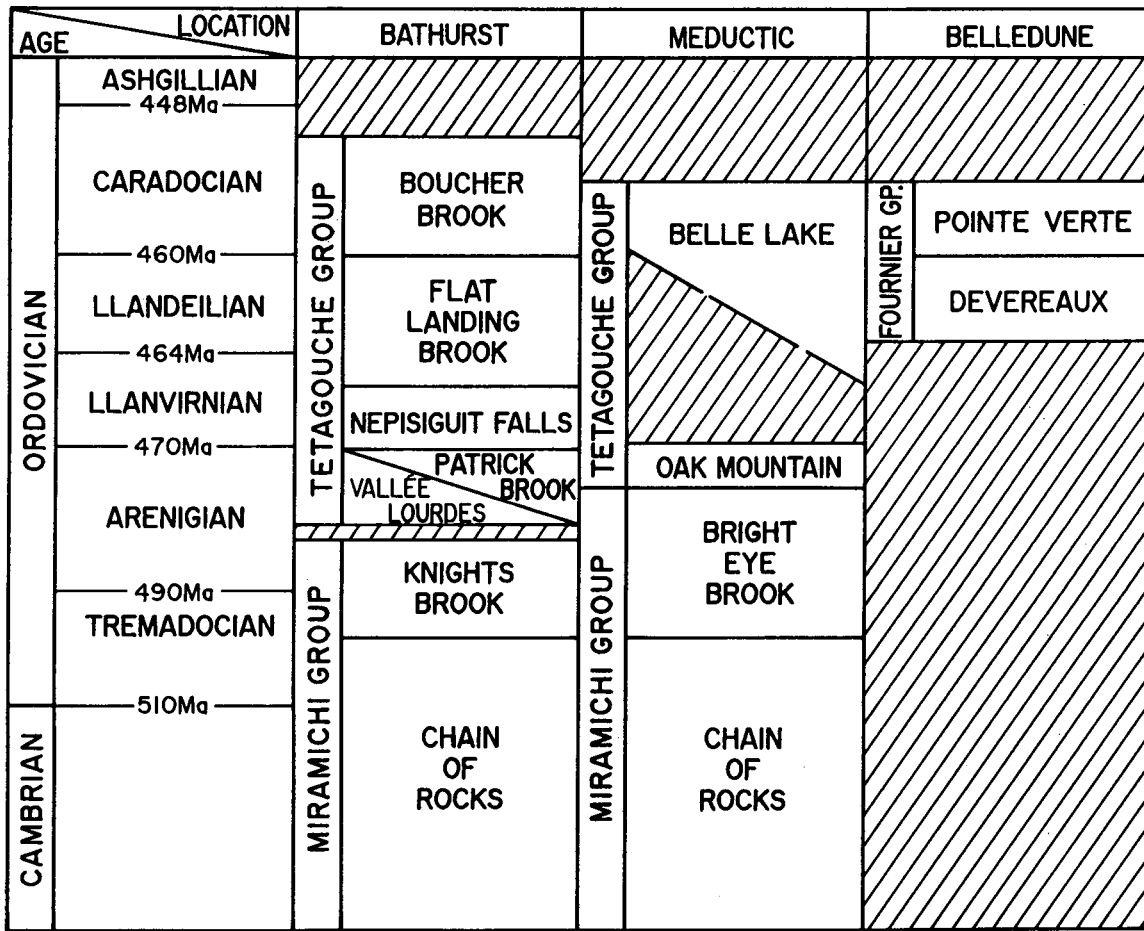 LOCATION
AGE
BATHURST
MEDUCTIC
BELLEDUNE
ORDOVICIAN
CAMBRIAN
ASHGILLIAN
448Ma
CARADOCIAN
460Ma
LLANDEILIAN
464Ma
LLANVIRNIAN
470Ma
ARENIGIAN
490Ma
TREMADOCIAN
510Ma
TETAGOUCHE GROUP
BOUCHER
BROOK
FLAT
LANDING
BROOK
NEPISIGUIT FALLS
PATRICK
BROOK
VALLÉE
LOURDES
MIRAMICHI GROUP
KNIGHTS
BROOK
CHAIN
OF
ROCKS
TETAGOUCHE GROUP
BELLE LAKE
OAK MOUNTAIN
MIRAMICHI GROUP
BRIGHT
EYE
BROOK
CHAIN
OF
ROCKS
FOURNIER GP.
POINTE VERTE
DEVEREAUX